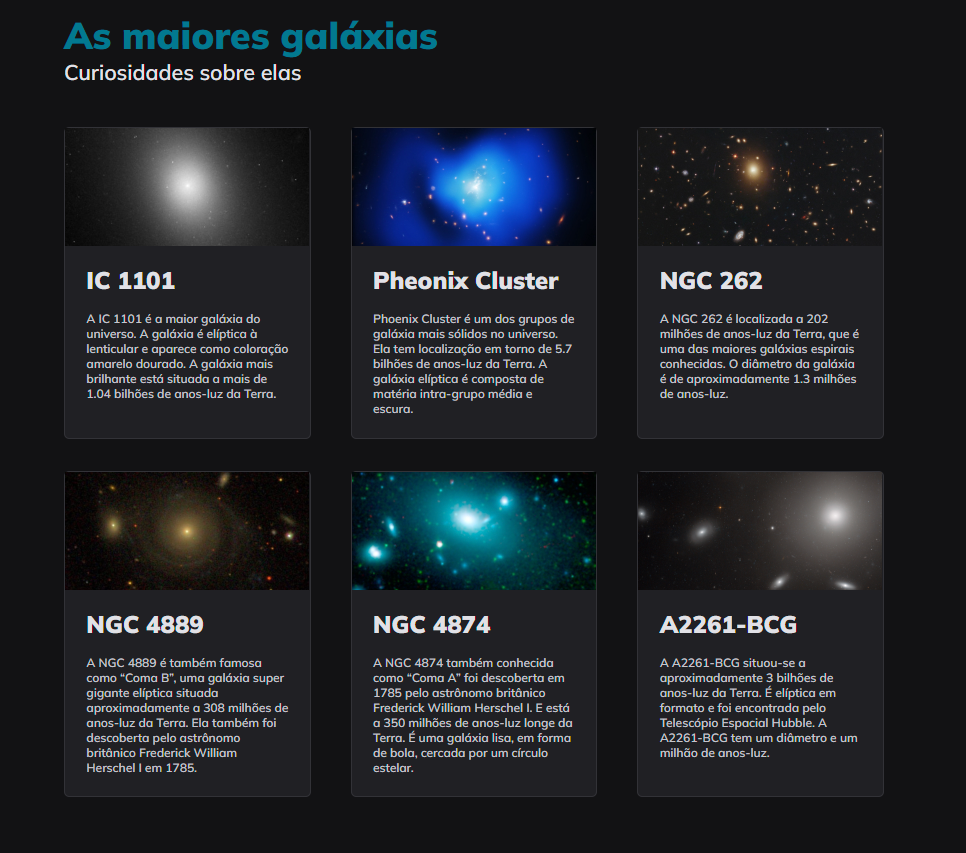 As maiores galáxias
Curiosidades sobre elas
IC 1101
A IC 1101 é a maior galáxia do
universo. A galáxia é elíptica à
lenticular e aparece como coloração
amarelo dourado. A galáxia mais
brilhante está situada a mais de
1.04 bilhões de anos-luz da Terra.
Pheonix Cluster
Phoenix Cluster é um dos grupos de
galáxia mais sólidos no universo.
Ela tem localização em torno de 5.7
bilhões de anos-luz da Terra. A
galáxia elíptica é composta de
matéria intra-grupo média e
escura.
NGC 262
A NGC 262 é localizada a 202
milhões de anos-luz da Terra, que é
uma das maiores galáxias espirais
conhecidas. O diâmetro da galáxia
é de aproximadamente 1.3 milhões
de anos-luz.
NGC 4889
A NGC 4889 é também famosa
como “Coma B”, uma galáxia super
gigante elíptica situada
aproximadamente a 308 milhões de
anos-luz da Terra. Ela também foi
descoberta pelo astrônomo
britânico Frederick William
Herschel I em 1785.
NGC 4874
A NGC 4874 também conhecida
como “Coma A” foi descoberta em
1785 pelo astrônomo britânico
Frederick William Herschel I. E está
a 350 milhões de anos-luz longe da
Terra. É uma galáxia lisa, em forma
de bola, cercada por um círculo
estelar.
A2261-BCG
A A2261-BCG situou-se a
aproximadamente 3 bilhões de
anos-luz da Terra. É elíptica em
formato e foi encontrada pelo
Telescópio Espacial Hubble. A
A2261-BCG tem um diâmetro e um
milhão de anos-luz.